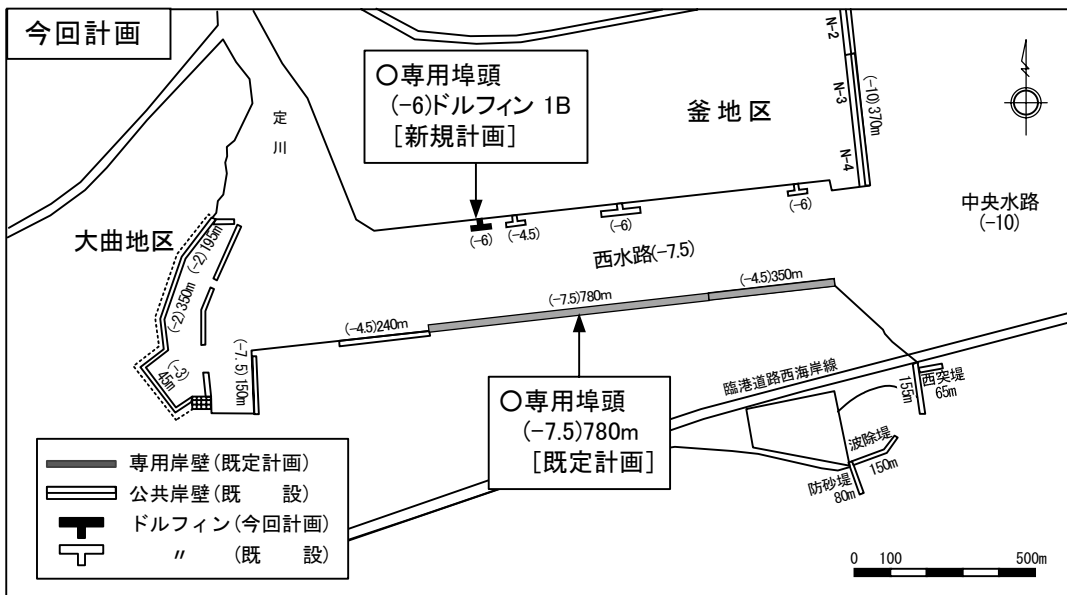 今回計画
○専用埠頭
(-6)ドルフィン 1B
[新規計画]
定川
釜地区
N-2
N-3
N-4
(-10)370m
中央水路
(-10)
大曲地区
(-6)
(-4.5)
(-6)
(-6)
西水路(-7.5)
(-2)195m
(-2)350m
(-3)
45m
(-7.5)150m
(-4.5)240m
(-7.5)780m
(-4.5)350m
○専用埠頭
(-7.5)780m
[既定計画]
臨港道路西海岸線
155m
西突堤
65m
波除堤
150m
防砂堤
80m
専用岸壁(既定計画)
公共岸壁(既 設)
ドルフィン(今回計画)
〃 (既 設)
0 100 500m